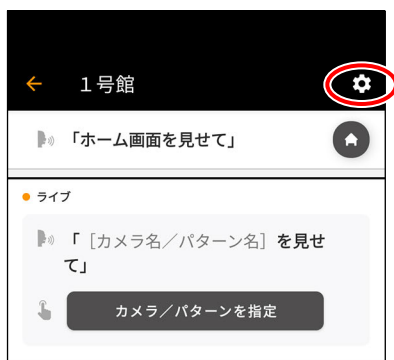 1号館
「ホーム画面を見せて」
ライブ
「［カメラ名／パターン名］を見せ
て」
カメラ／パターンを指定